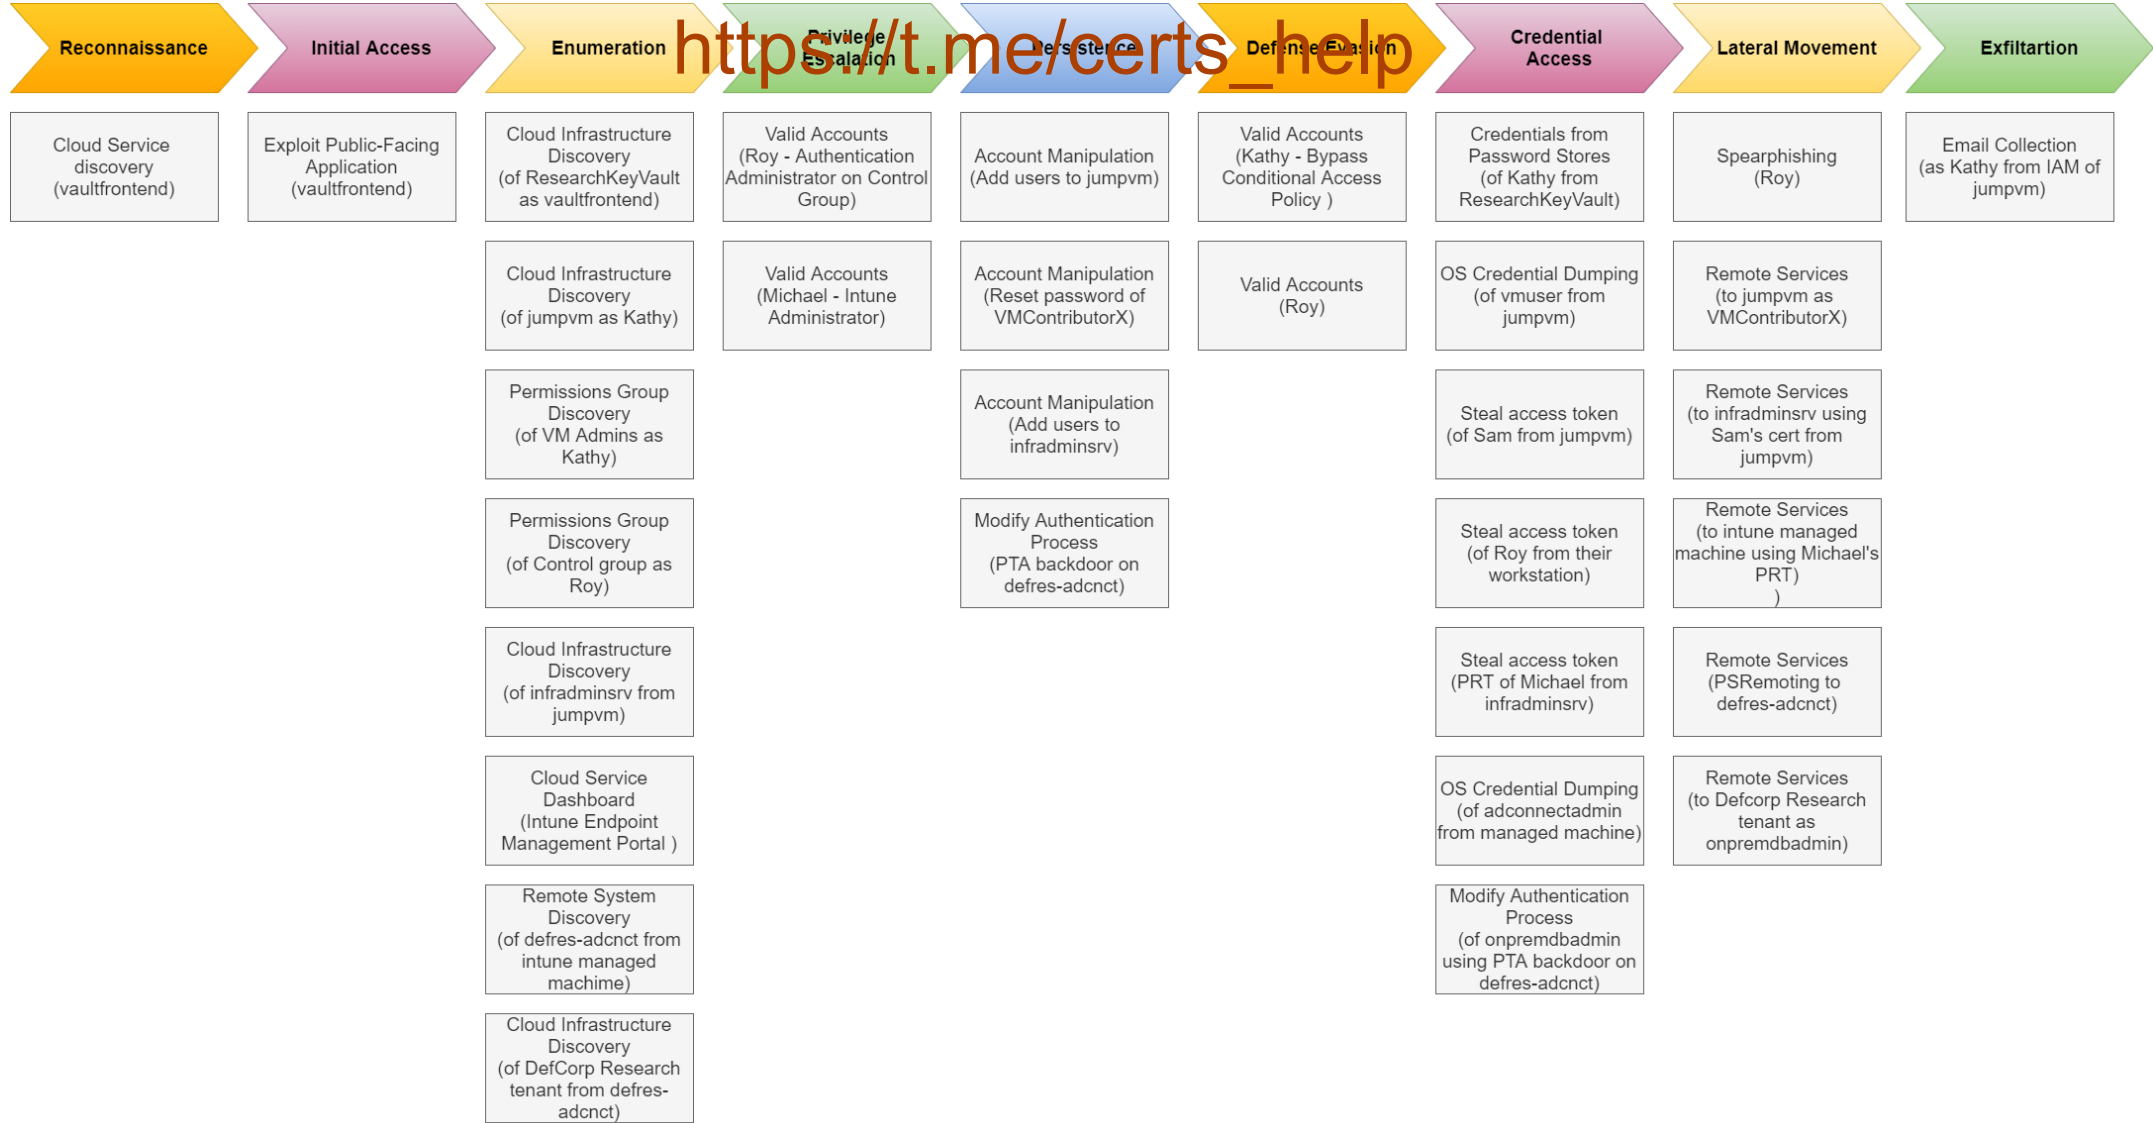 Reconnaissance
Initial Access
Enumeration
Privilege
Escalation
Persistence
Defense Evasion
Credential
Access
Lateral Movement
Exfiltartion
https://t.me/certs_help
Cloud Service
discovery
(vaultfrontend)
Exploit Public-Facing
Application
(vaultfrontend)
Cloud Infrastructure
Discovery
(of ResearchKeyVault
as vaultfrontend)
Cloud Infrastructure
Discovery
(of jumpvm as Kathy)
Permissions Group
Discovery
(of VM Admins as
Kathy)
Permissions Group
Discovery
(of Control group as
Roy)
Cloud Infrastructure
Discovery
(of infradminsrv from
jumpvm)
Cloud Service
Dashboard
(Intune Endpoint
Management Portal )
Remote System
Discovery
(of defres-adcnct from
intune managed
machime)
Cloud Infrastructure
Discovery
(of DefCorp Research
tenant from defres-
adcnct)
Valid Accounts
(Roy - Authentication
Administrator on Control
Group)
Valid Accounts
(Michael - Intune
Administrator)
Account Manipulation
(Add users to jumpvm)
Account Manipulation
(Reset password of
VMContributorX)
Account Manipulation
(Add users to
infradminsrv)
Modify Authentication
Process
(PTA backdoor on
defres-adcnct)
Valid Accounts
(Kathy - Bypass
Conditional Access
Policy )
Valid Accounts
(Roy)
Credentials from
Password Stores
(of Kathy from
ResearchKeyVault)
OS Credential Dumping
(of vmuser from
jumpvm)
Steal access token
(of Sam from jumpvm)
Steal access token
(of Roy from their
workstation)
Steal access token
(PRT of Michael from
infradminsrv)
OS Credential Dumping
(of adconnectadmin
from managed machine)
Modify Authentication
Process
(of onpremdbadmin
using PTA backdoor on
defres-adcnct)
Spearphishing
(Roy)
Remote Services
(to jumpvm as
VMContributorX)
Remote Services
(to infradminsrv using
Sam's cert from
jumpvm)
Remote Services
(to intune managed
machine using Michael's
PRT)
)
Remote Services
(PSRemoting to
defres-adcnct)
Remote Services
(to Defcorp Research
tenant as
onpremdbadmin)
Email Collection
(as Kathy from IAM of
jumpvm)